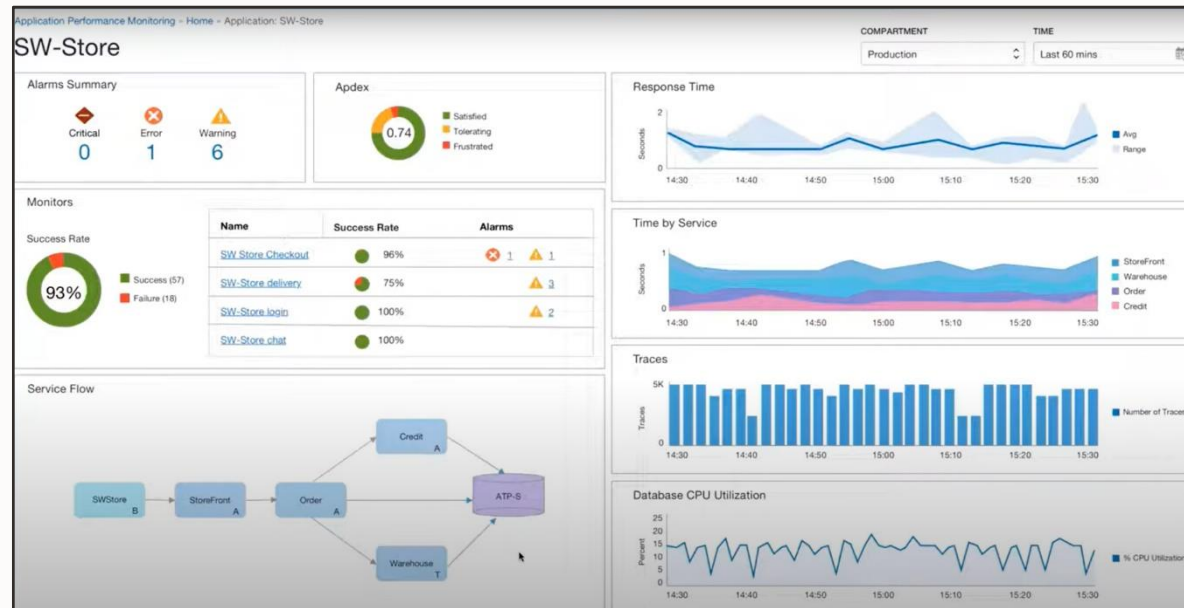 Application Performance Monitoring » Home » Application: SW-Store
SW-Store
COMPARTMENT
Production
TIME
Last 60 mins
Alarms Summary
Critical
Error
Warning
0
1
6
Apdex
0.74
Satisfied
Tolerating
Frustrated
Monitors
Success Rate
93%
Success (57)
Failure (18)
Name Success Rate Alarms
SW Store Checkout 96% 1 1
SW-Store delivery 75% 3
SW-Store login 100% 2
SW-Store chat 100%
Service Flow
SWStore
B
StoreFront
A
Order
A
Credit
A
Warehouse
T
ATP-S
Response Time
Seconds
2
0
14:30 14:40 14:50 15:00 15:10 15:20 15:30
Avg
Range
Time by Service
Seconds
1
0
14:30 14:40 14:50 15:00 15:10 15:20 15:30
StoreFront
Warehouse
Order
Credit
Traces
Traces
5K
0
14:30 14:40 14:50 15:00 15:10 15:20 15:30
Number of Traces
Database CPU Utilization
Percent
25
20
15
10
5
0
14:30 14:40 14:50 15:00 15:10 15:20 15:30
% CPU Utilization